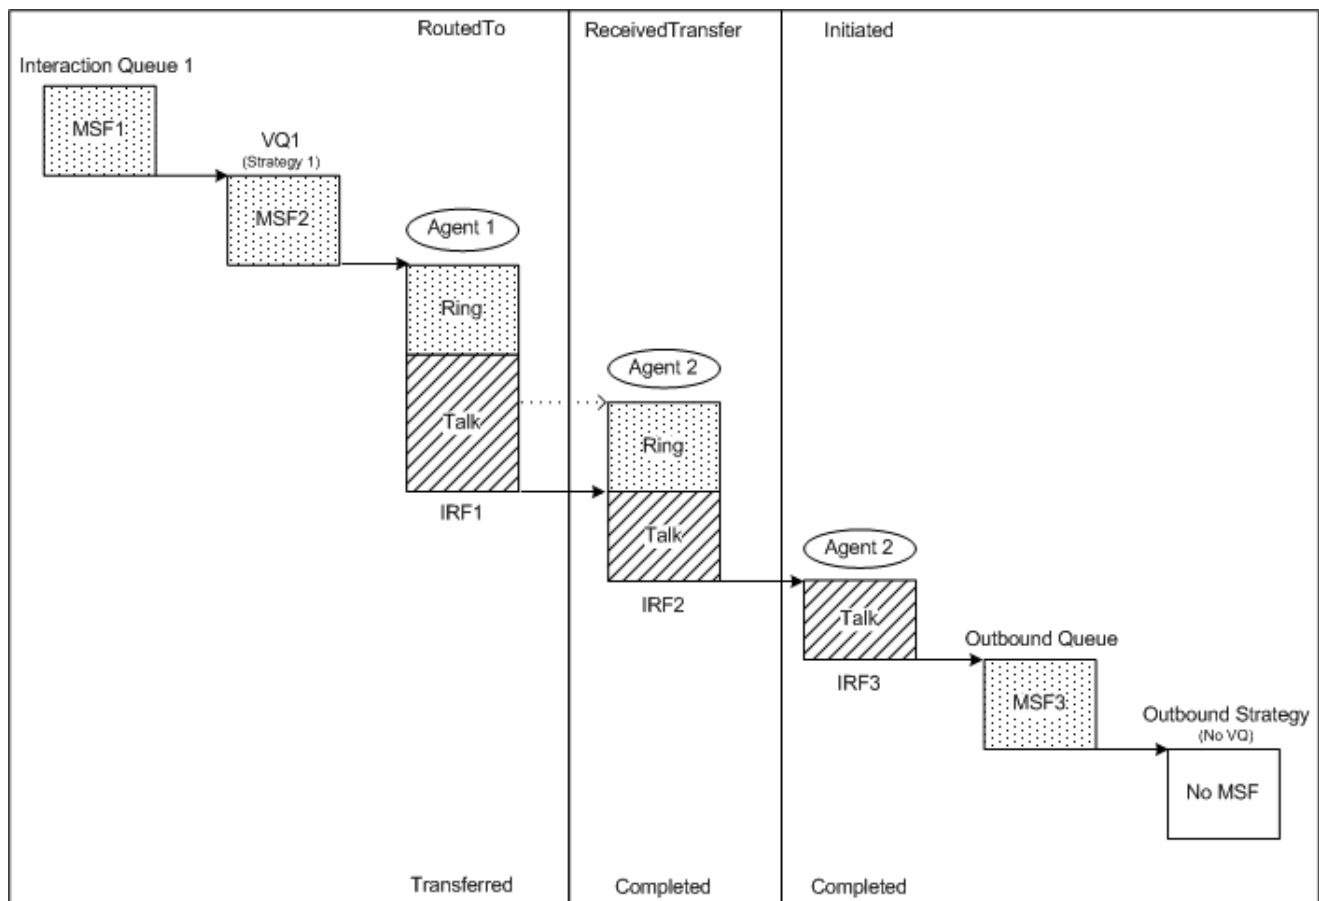 RoutedTo
ReceivedTransfer
Initiated
Interaction Queue 1
MSF1
VQ1
(Strategy 1)
MSF2
Agent 1
Ring
Talk
IRF1
Agent 2
Ring
Talk
IRF2
Agent 2
Talk
IRF3
Outbound Queue
MSF3
Outbound Strategy
(No VQ)
No MSF
Transferred
Completed
Completed